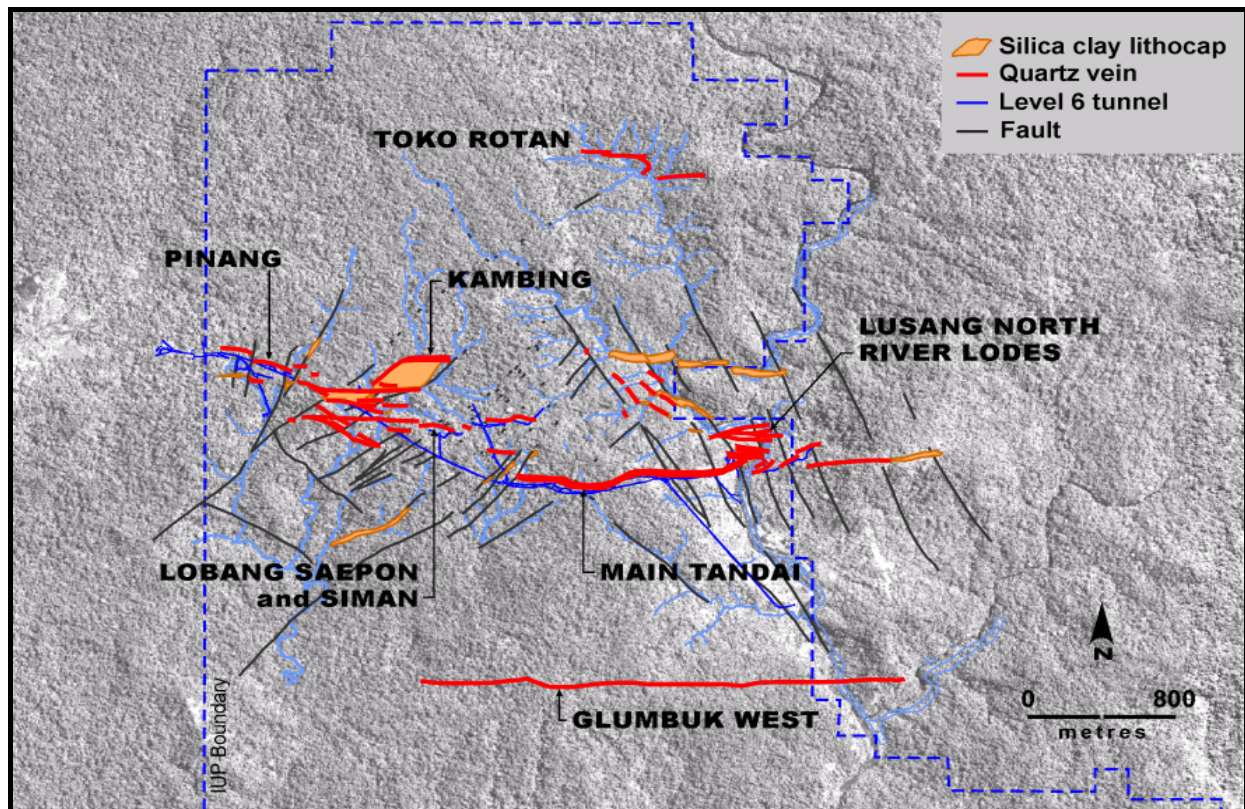 Silica clay lithocap
Quartz vein
Level 6 tunnel
Fault
TOKO ROTAN
PINANG
KAMBING
LUSANG NORTH
RIVER LODES
LOBANG SAEPON
and SIMAN
MAIN TANDAI
GLUMBUK WEST
IUP Boundary
N
0 800
metres